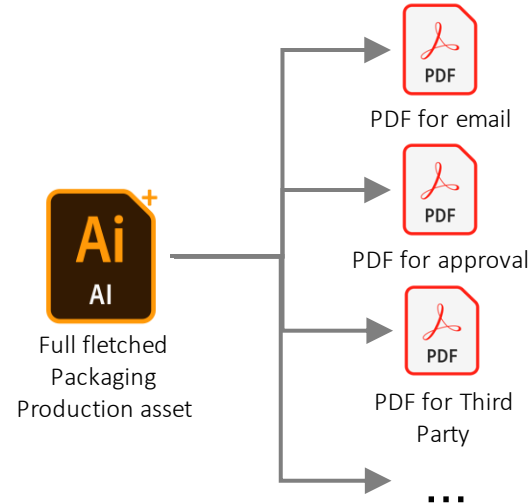 PDF
PDF for email
PDF
PDF for approval
Ai
AI
Full fletched
Packaging
Production asset
PDF
PDF for Third
Party
...